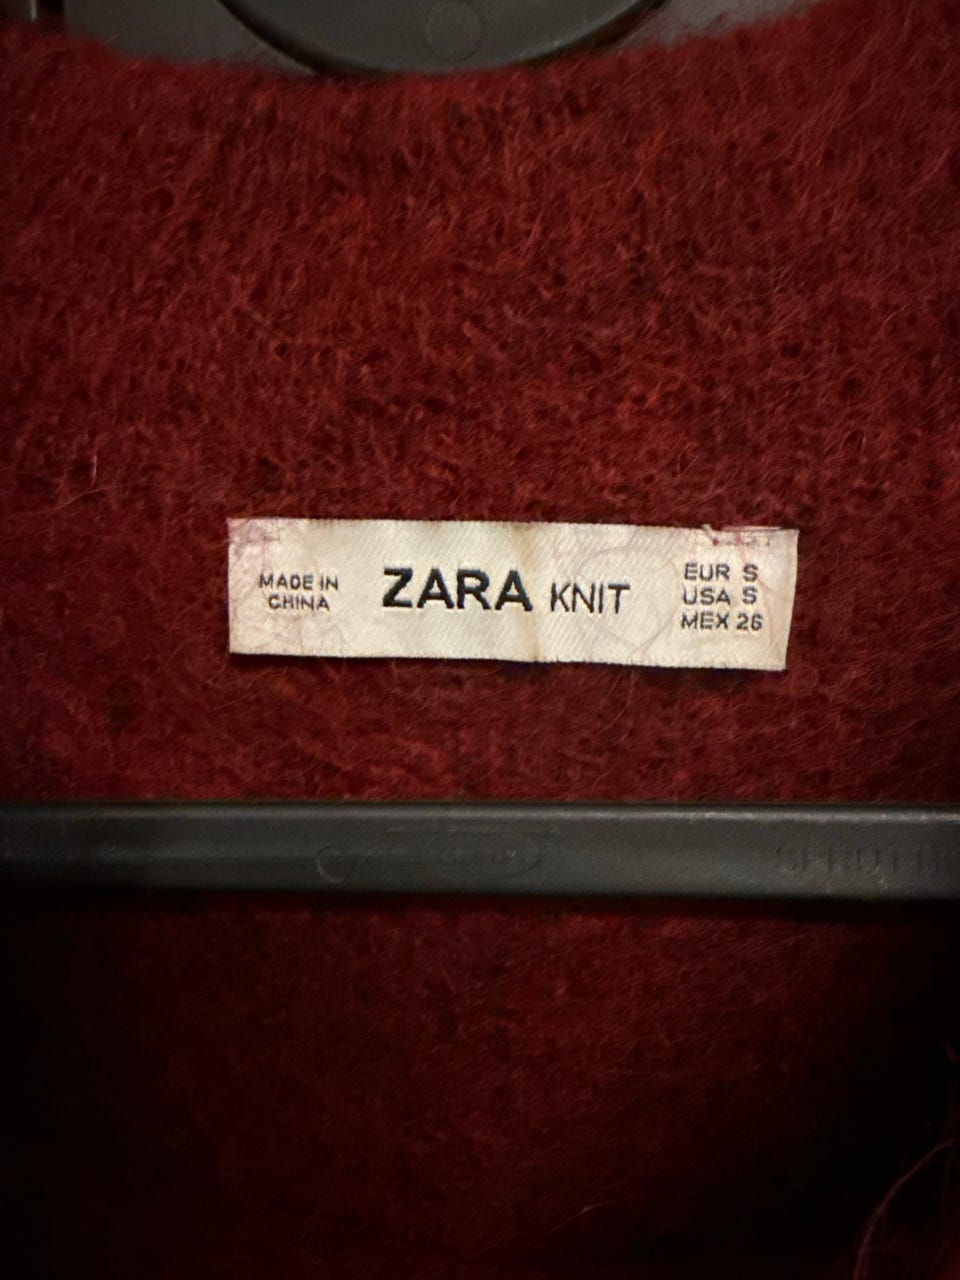 MADE IN
CHINA
ZARA KNIT
EUR S
USA S
MEX 26